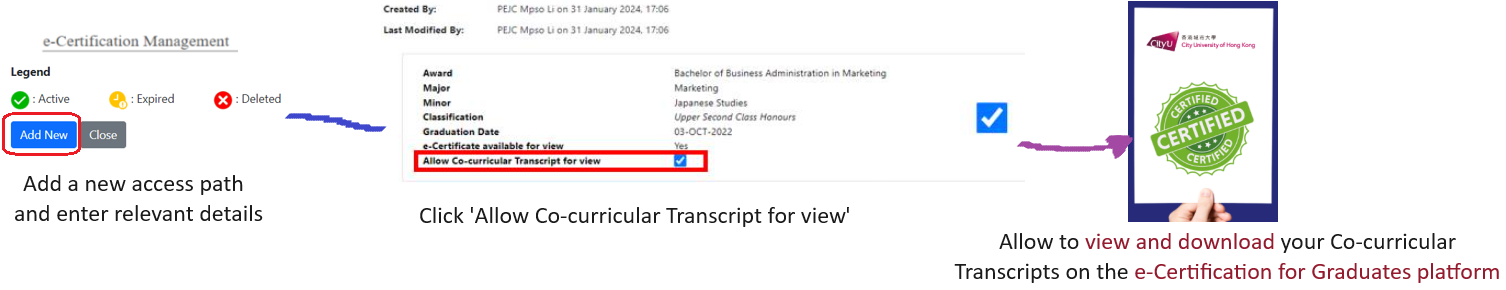 e-Certification Management
Legend
: Active
: Expired
: Deleted
Add New
Close
Add a new access path
and enter relevant details
Created By: PEJC Mpso Li on 31 January 2024, 17:06
Last Modified By: PEJC Mpso Li on 31 January 2024, 17:06
Award Bachelor of Business Administration in Marketing
Major Marketing
Minor Japanese Studies
Classification Upper Second Class Honours
Graduation Date 03-OCT-2022
e-Certificate available for view Yes
Allow Co-curricular Transcript for view
Click 'Allow Co-curricular Transcript for view'
CityU
香港城市大學
City University of Hong Kong
CERTIFIED
CERTIFIED
CERTIFIED
Allow to view and download your Co-curricular
Transcripts on the e-Certification for Graduates platform